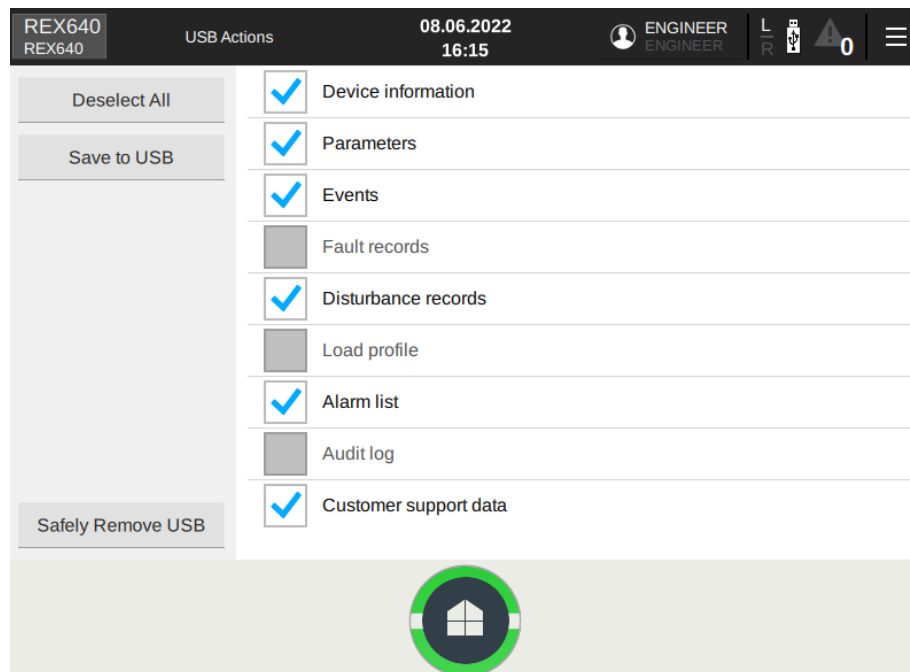 REX640
REX640
USB Actions
08.06.2022
16:15
ENGINEER
ENGINEER
L
R
0
Deselect All
Save to USB
Device information
Parameters
Events
Fault records
Disturbance records
Load profile
Alarm list
Audit log
Customer support data
Safely Remove USB